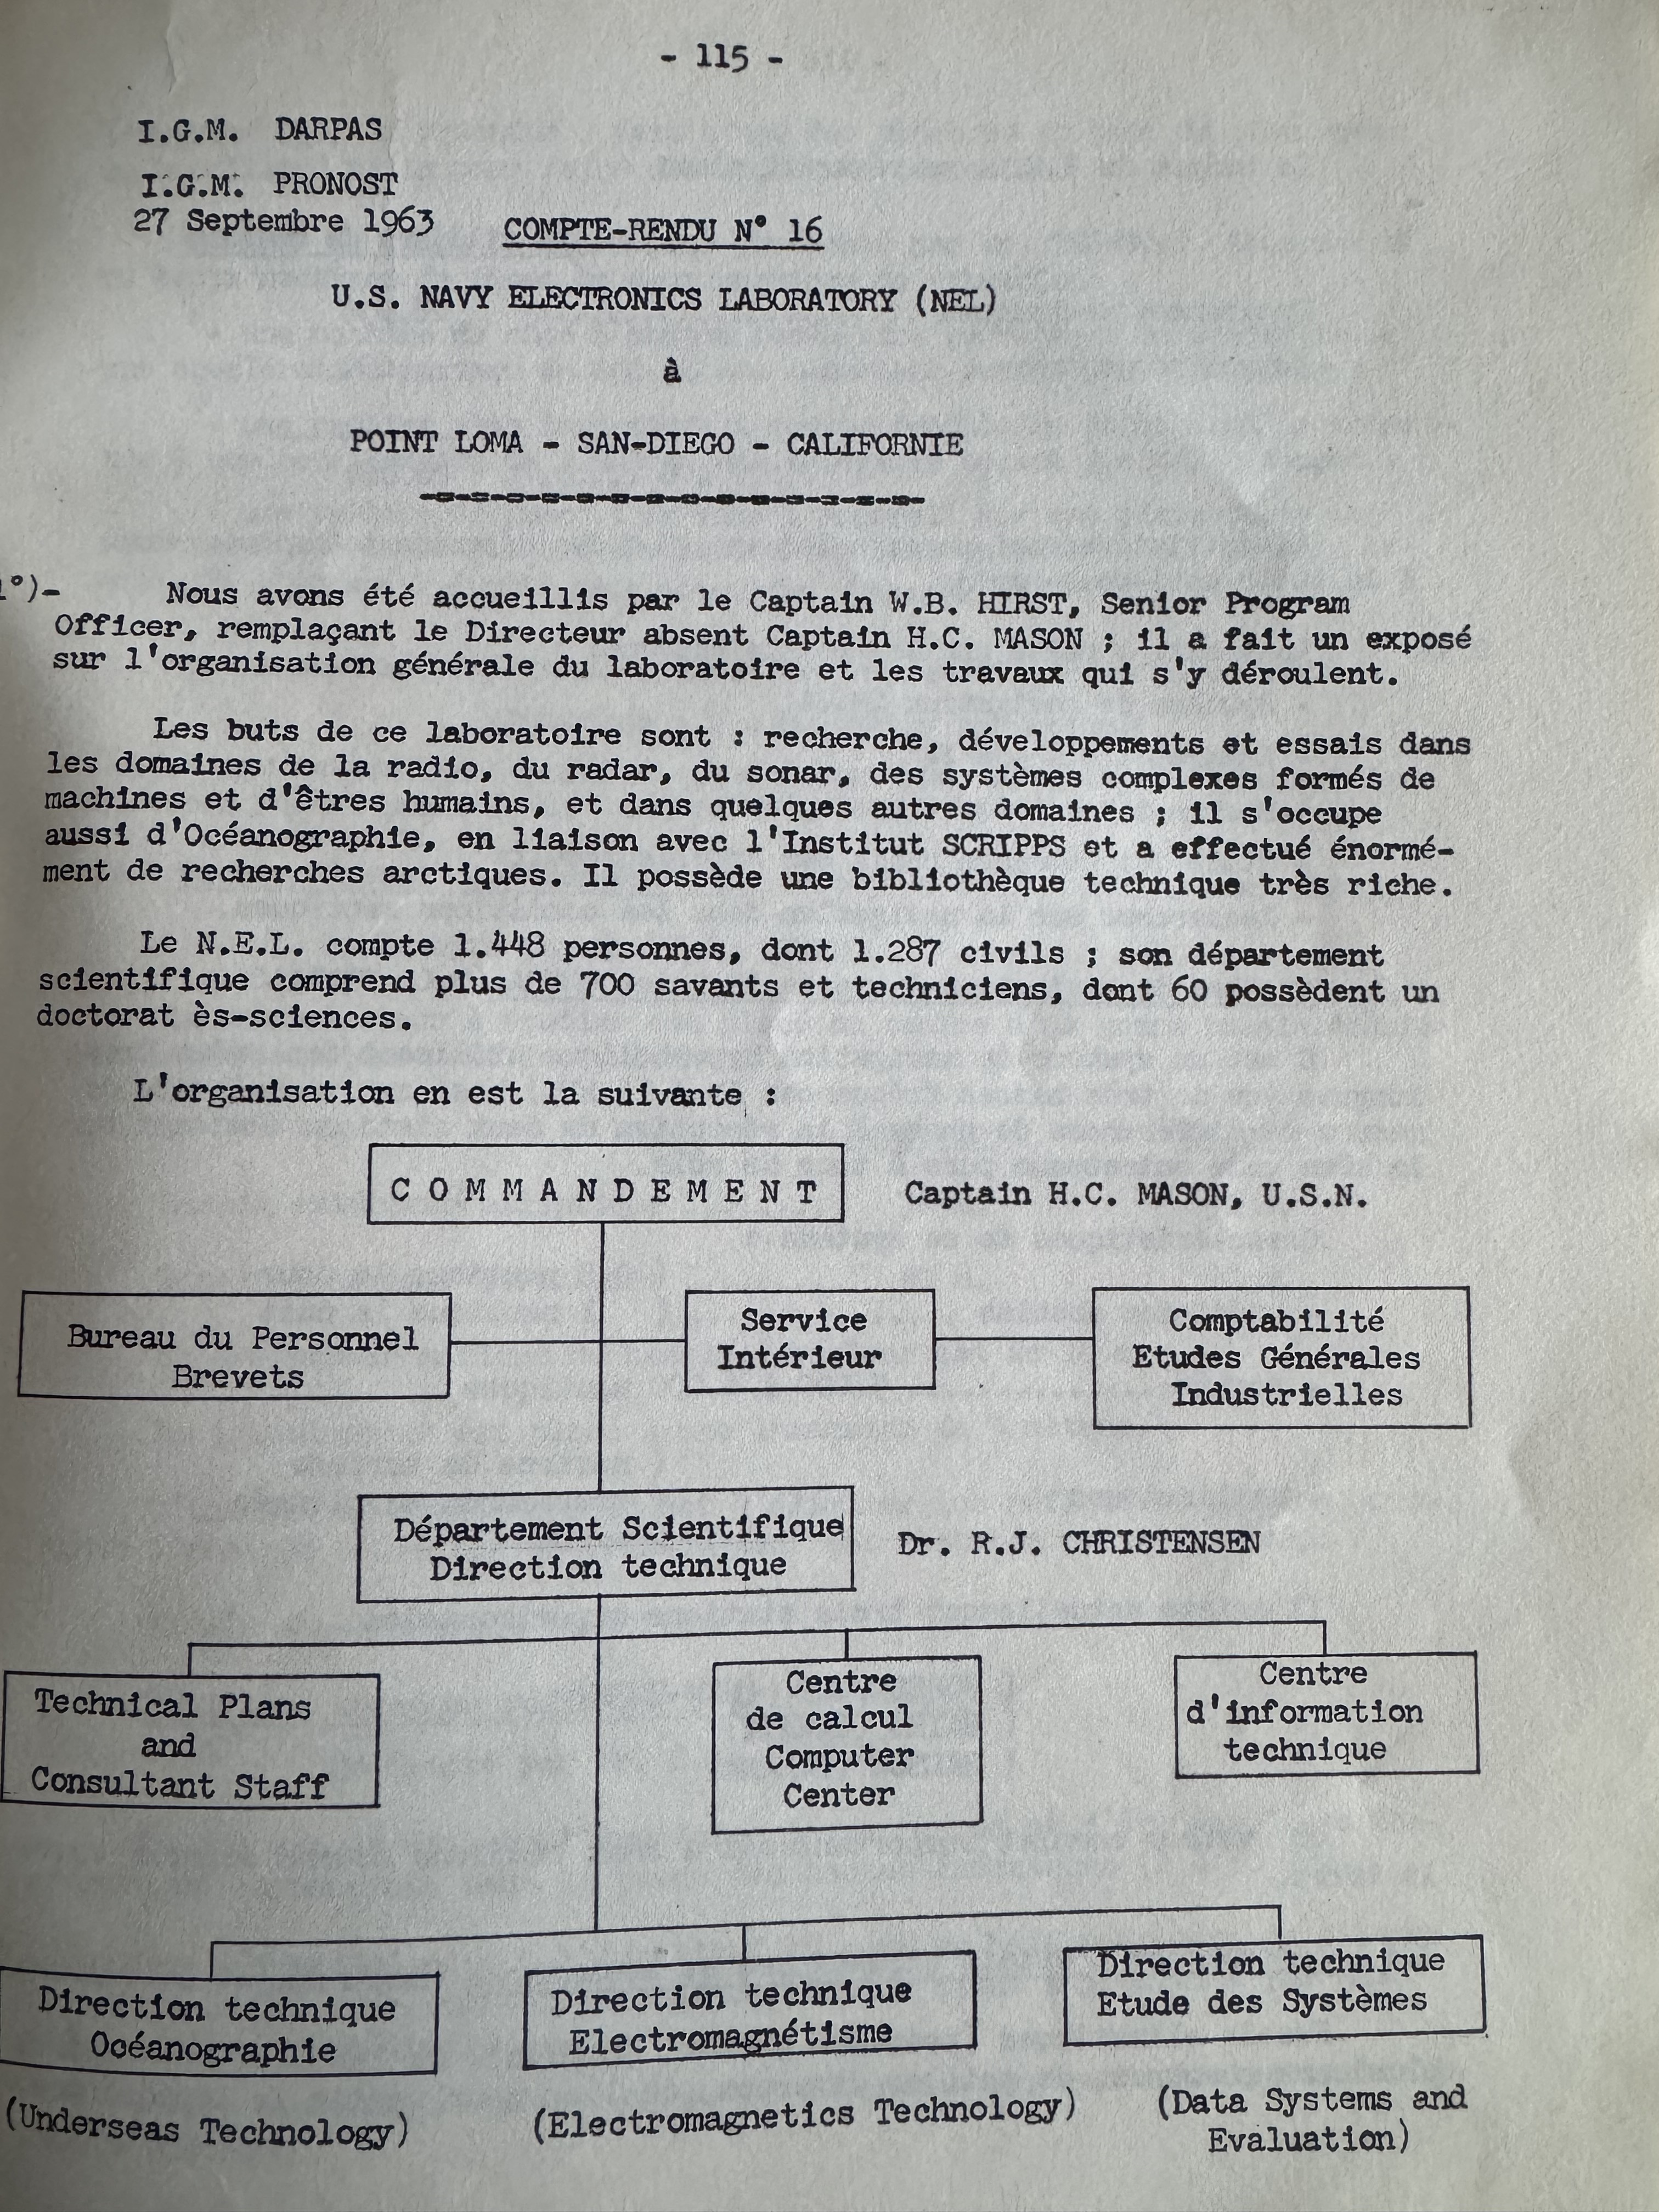 - 115 -
I.G.M. DARPAS
I.G.M. PRONOST
27 Septembre 1963
COMPTE-RENDU N° 16
U.S. NAVY ELECTRONICS LABORATORY (NEL)
à
POINT LOMA - SAN-DIEGO - CALIFORNIE
1°)- Nous avons été accueillis par le Captain W.B. HIRST, Senior Program
Officer, remplaçant le Directeur absent Captain H.C. MASON ; il a fait un exposé
sur l'organisation générale du laboratoire et les travaux qui s'y déroulent.
Les buts de ce laboratoire sont : recherche, développements et essais dans
les domaines de la radio, du radar, du sonar, des systèmes complexes formés de
machines et d'êtres humains, et dans quelques autres domaines ; il s'occupe
aussi d'Océanographie, en liaison avec l'Institut SCRIPPS et a effectué énormé-
ment de recherches arctiques. Il possède une bibliothèque technique très riche.
Le N.E.L. compte 1.448 personnes, dont 1.287 civils ; son département
scientifique comprend plus de 700 savants et techniciens, dont 60 possèdent un
doctorat ès-sciences.
L'organisation en est la suivante :
COMMANDEMENT
Captain H.C. MASON, U.S.N.
Bureau du Personnel
Brevets
Service
Intérieur
Comptabilité
Etudes Générales
Industrielles
Département Scientifique
Direction technique
Dr. R.J. CHRISTENSEN
Technical Plans
and
Consultant Staff
Centre
de calcul
Computer
Center
Centre
d'information
technique
Direction technique
Océanographie
(Underseas Technology)
Direction technique
Electromagnétisme
(Electromagnetics Technology)
Direction technique
Etude des Systèmes
(Data Systems and
Evaluation)